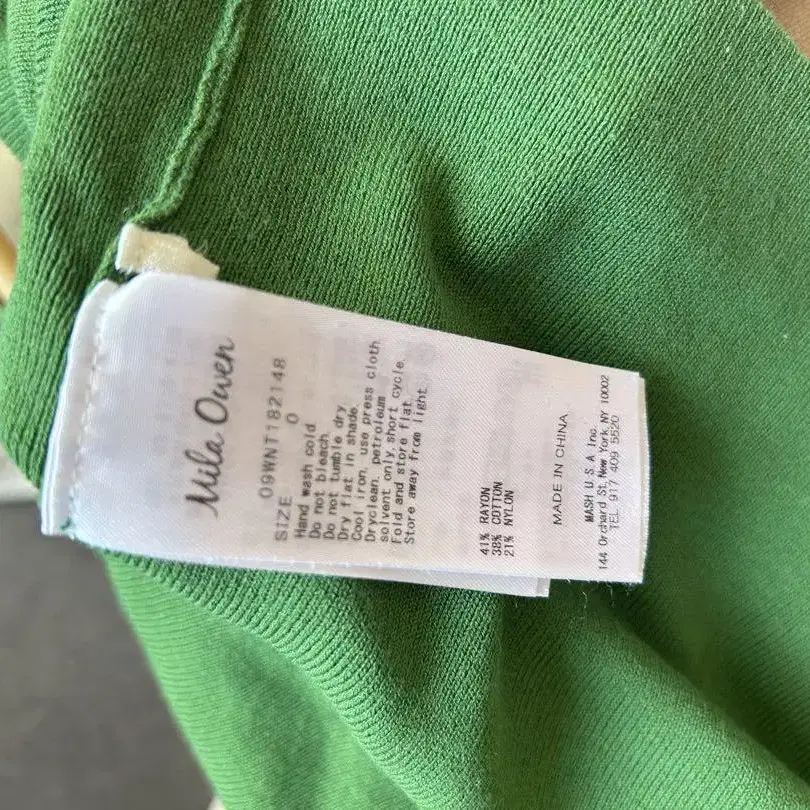 Mila Owen
09WNT182148
SIZE 0
Hand wash cold
Do not bleach
Do not tumble dry
Dry flat in shade
Cool iron, use press cloth
Dryclean, petroleum
solvent only, short cycle.
Fold and store flat.
Store away from light.
41% RAYON
38% COTTON
21% NYLON
MADE IN CHINA
MASH U S A Inc.
144 Orchard St, New York, NY 10002
TEL 917 409 5520